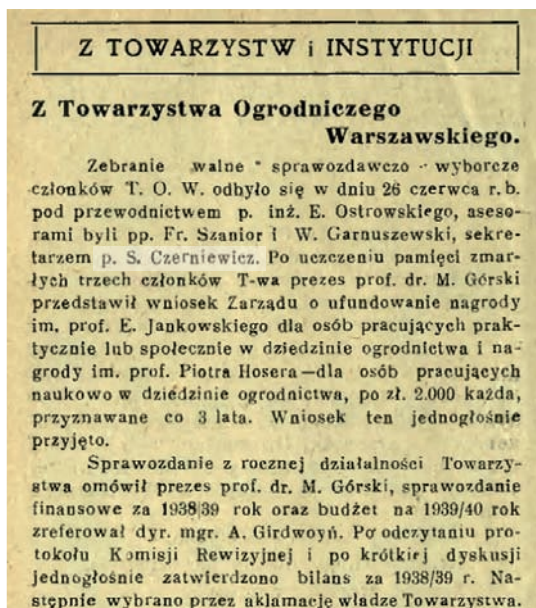 Z TOWARZYSTW i INSTYTUCJI
Z Towarzystwa Ogrodniczego
Warszawskiego.
Zebranie walne - sprawozdawczo - wyborcze
członków T. O. W. odbyło się w dniu 26 czerwca r. b.
pod przewodnictwem p. inż. E. Ostrowskiego, aseso-
rami byli pp. Fr. Szanior i W. Garnuszewski, sekre-
tarzem p. S. Czerniewicz. Po uczczeniu pamięci zmar-
łych trzech członków T-wa prezes prof. dr. M. Górski
przedstawił wniosek Zarządu o ufundowanie nagrody
im. prof. E. Jankowskiego dla osób pracujących prak-
tycznie lub społecznie w dziedzinie ogrodnictwa i na-
grody im. prof. Piotra Hosera—dla osób pracujących
naukowo w dziedzinie ogrodnictwa, po zł. 2.000 każda,
przyznawane co 3 lata. Wniosek ten jednogłośnie
przyjęto.
Sprawozdanie z rocznej działalności Towarzy-
stwa omówił prezes prof. dr. M. Górski, sprawozdanie
finansowe za 1938|39 rok oraz budżet na 1939/40 rok
zreferował dyr. mgr. A. Girdwoyń. Po odczytaniu pro-
tokołu Komisji Rewizyjnej i po krótkiej dyskusji
jednogłośnie zatwierdzono bilans za 1938/39 r. Na-
stępnie wybrano przez aklamację władze Towarzystwa.